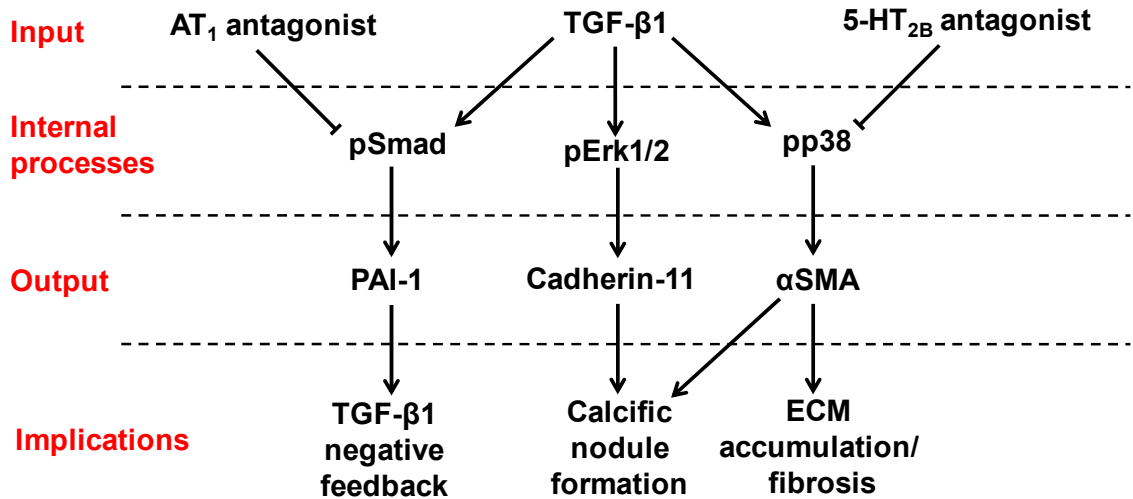 Input
AT₁ antagonist
TGF-β1
5-HT₂B antagonist
Internal
processes
pSmad
pErk1/2
pp38
Output
PAI-1
Cadherin-11
αSMA
Implications
TGF-β1
negative
feedback
Calcific
nodule
formation
ECM
accumulation/
fibrosis